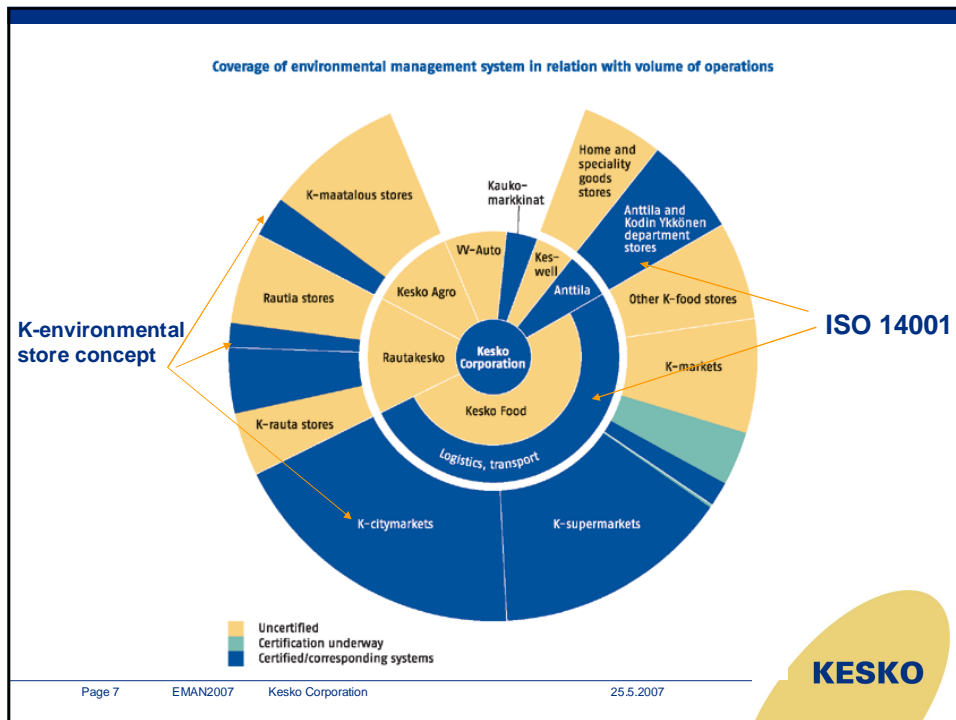 Coverage of environmental management system in relation with volume of operations
Home and
speciality
goods
stores
Kauko-
markkinat
K-maatalous stores
Anttila and
Kodin Ykkönen
department
stores
VV-Auto
Kes-
well
Anttila
Kesko Agro
Rautia stores
Other K-food stores
K-environmental
store concept
ISO 14001
Rautakesko
Kesko
Corporation
K-markets
Kesko Food
K-rauta stores
Logistics, transport
K-citymarkets
K-supermarkets
Uncertified
Certification underway
Certified/corresponding systems
KESKO
Page 7 EMAN2007 Kesko Corporation 25.5.2007